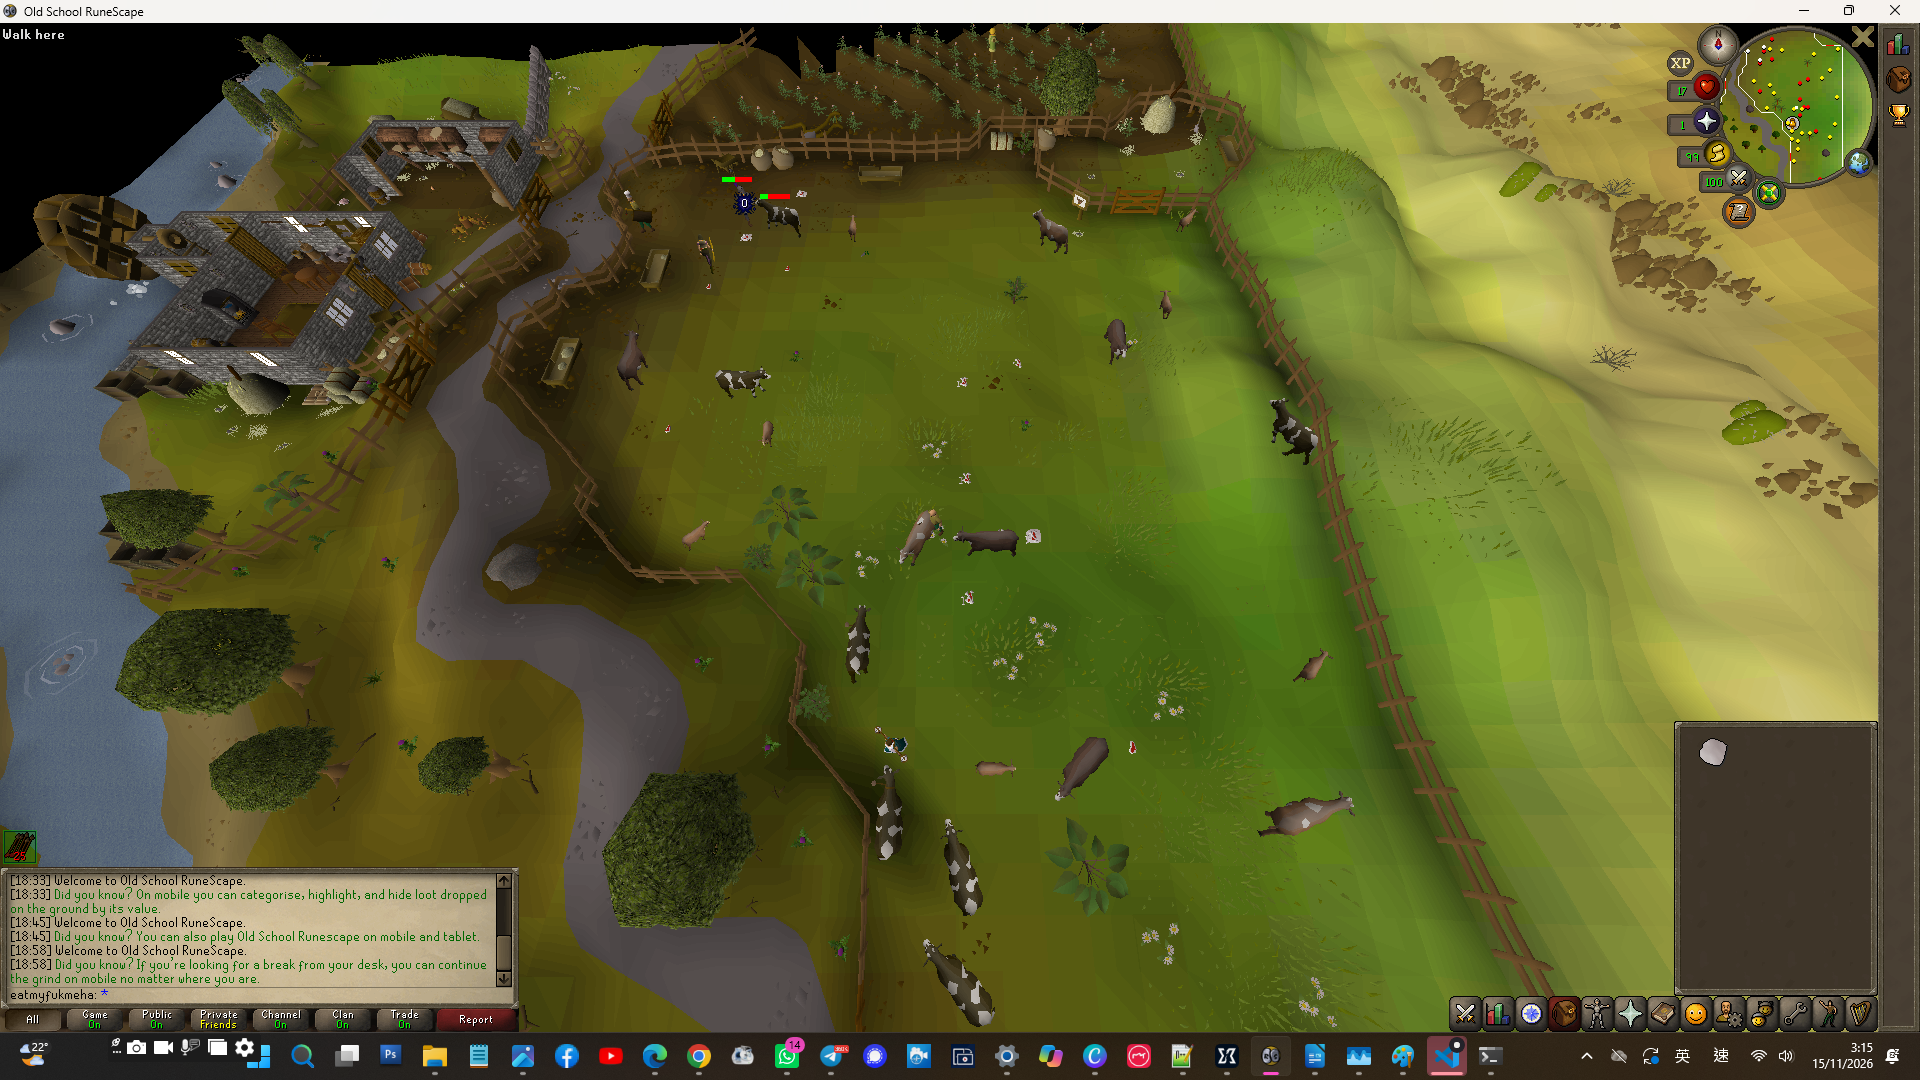 Old School RuneScape
Walk here
N
XP
17
1
99
100
0
25
[18:33] Welcome to Old School RuneScape.
[18:33] Did you know? On mobile you can categorise, highlight, and hide loot dropped
on the ground by its value.
[18:45] Welcome to Old School RuneScape.
[18:45] Did you know? You can also play Old School Runescape on mobile and tablet.
[18:58] Welcome to Old School RuneScape.
[18:58] Did you know? If you're looking for a break from your desk, you can continue
the grind on mobile no matter where you are.
eatmyfukmeha: *
All
Game
On
Public
On
Private
Friends
Channel
On
Clan
On
Trade
On
Report
22°
Ps
14
英
速
3:15
15/11/2026